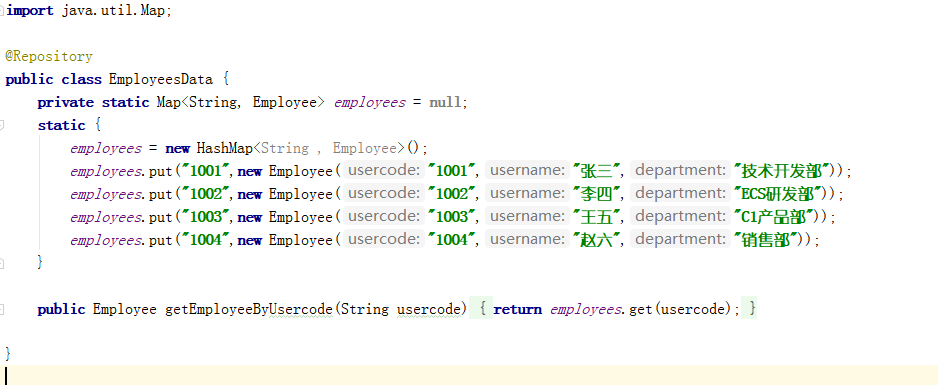 import java.util.Map;
@Repository
public class EmployeesData {
private static Map<String, Employee> employees = null;
static {
employees = new HashMap<String , Employee>();
employees.put("1001",new Employee( usercode: "1001", username: "张三", department: "技术开发部"));
employees.put("1002",new Employee( usercode: "1002", username: "李四", department: "ECS研发部"));
employees.put("1003",new Employee( usercode: "1003", username: "王五", department: "C1产品部"));
employees.put("1004",new Employee( usercode: "1004", username: "赵六", department: "销售部"));
}
public Employee getEmployeeByUsercode(String usercode) { return employees.get(usercode); }
}